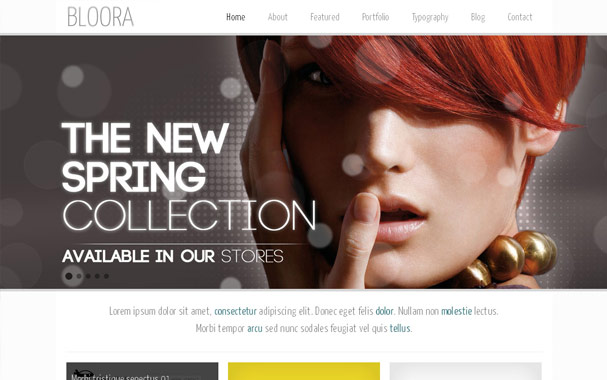 BLOORA
Home About Featured Portfolio Typography Blog Contact
THE NEW
SPRING
COLLECTION
AVAILABLE IN OUR STORES
Lorem ipsum dolor sit amet, consectetur adipiscing elit. Donec eget felis dolor. Nullam non molestie lectus.
Morbi tempor arcu sed nunc sodales feugiat vel quis tellus.
Morbi tristique senectus 01